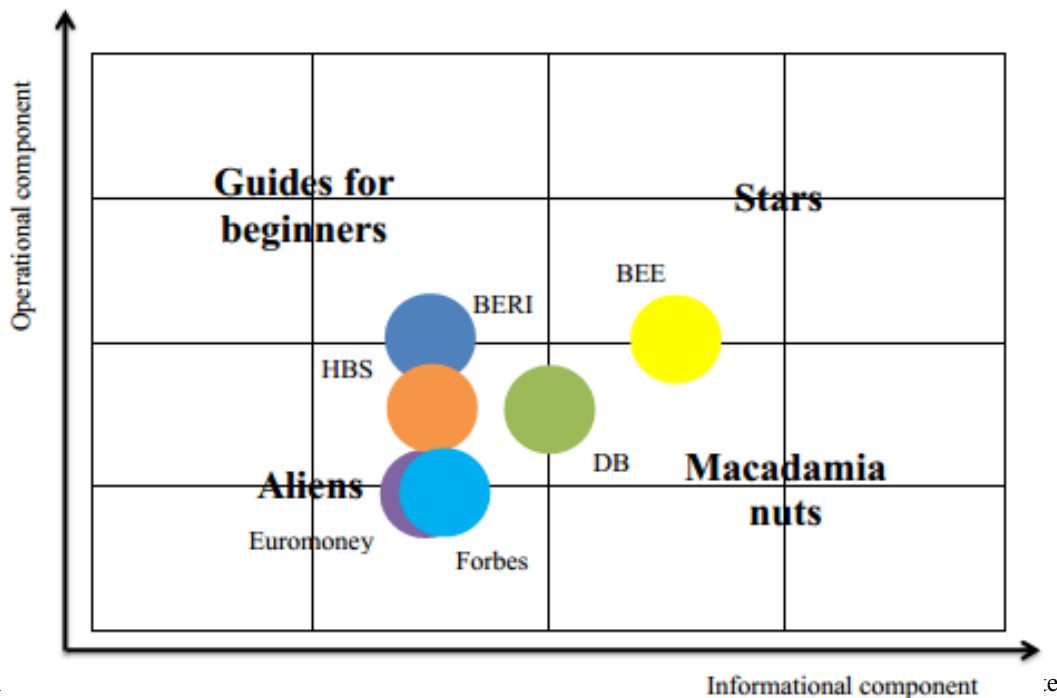 Operational component
Guides for
beginners
Stars
BEE
BERI
HBS
DB
Macadamia
nuts
Aliens
Euromoney
Forbes
Informational component